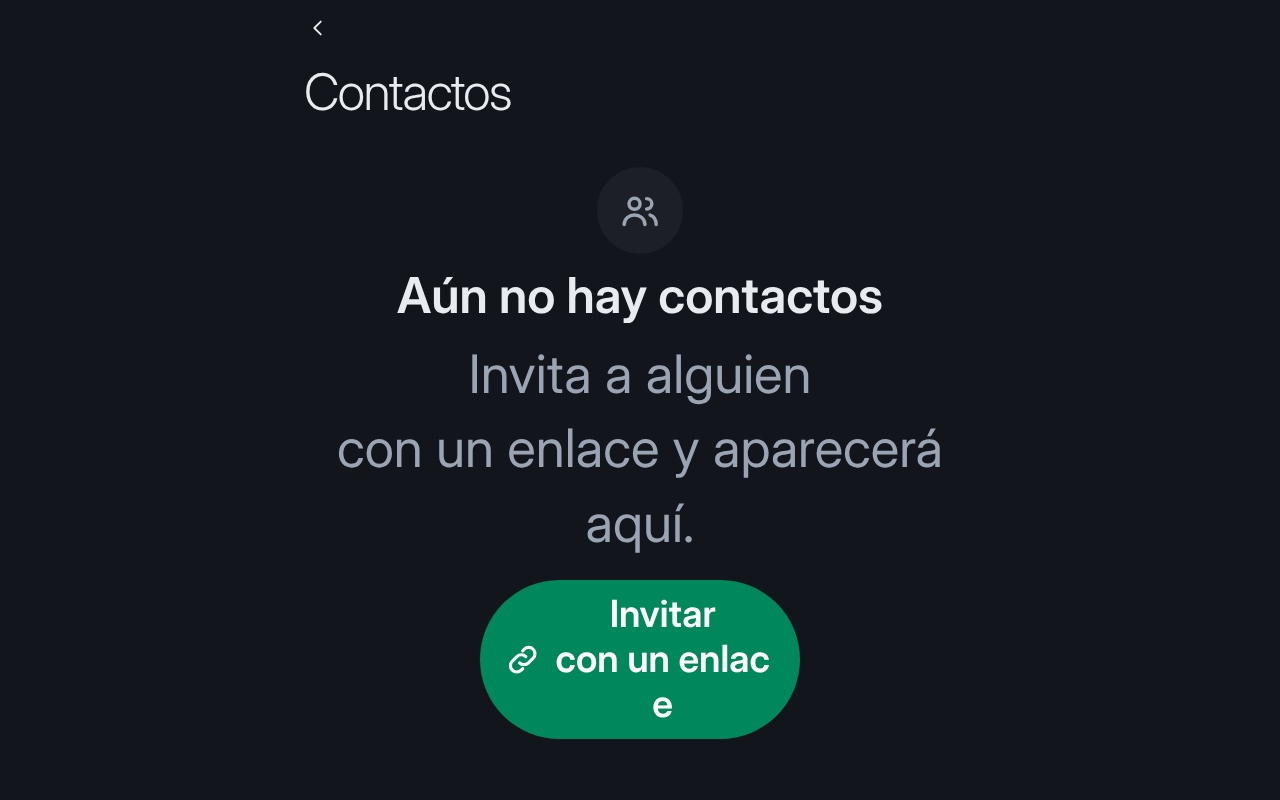 Contactos
Aún no hay contactos
Invita a alguien
con un enlace y aparecerá
aquí.
Invitar
con un enlac
e